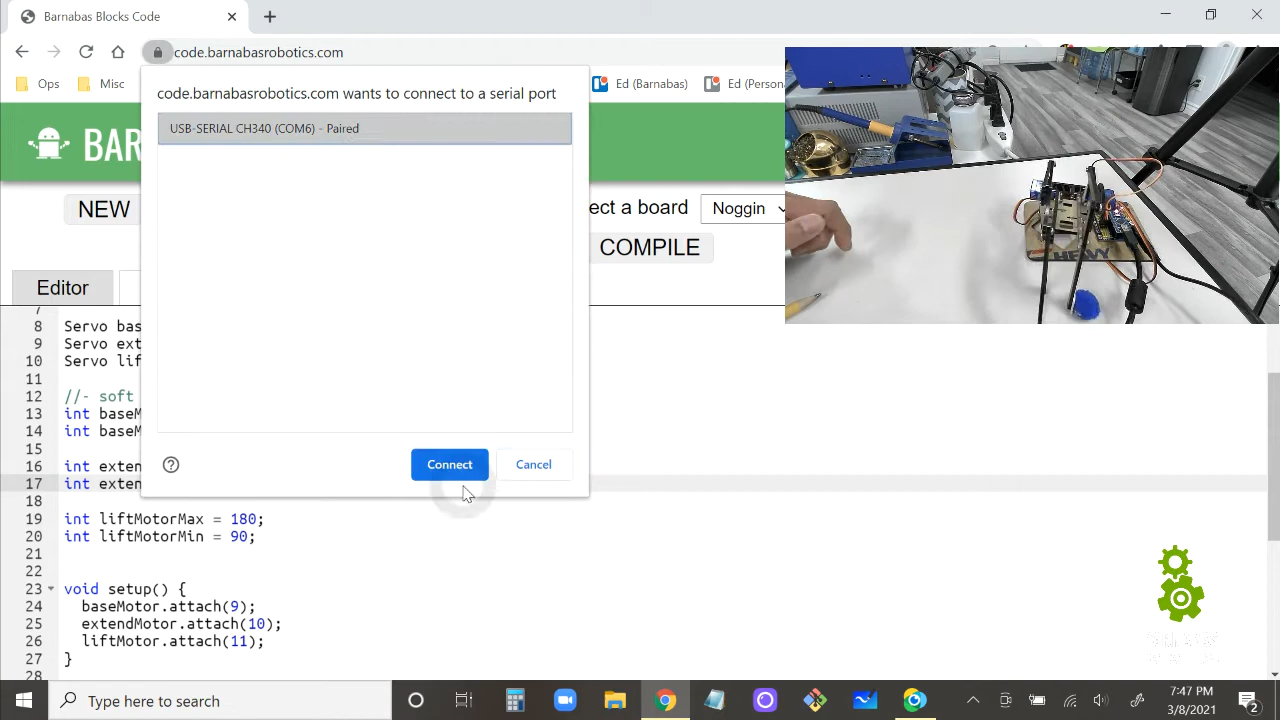 Barnabas Blocks Code
code.barnabasrobotics.com
Ops
Misc
Ed (Barnabas)
Ed (Person
code.barnabasrobotics.com wants to connect to a serial port
USB-SERIAL CH340 (COM6) - Paired
BAR
NEW
ect a board
Noggin
COMPILE
Editor
Connect
Cancel
7
8 Servo bas
9 Servo ext
10 Servo lif
11
12 //- soft
13 int baseM
14 int baseM
15
16 int exten
17 int exten
18
19 int liftMotorMax = 180;
20 int liftMotorMin = 90;
21
22
23 void setup() {
24 baseMotor.attach(9);
25 extendMotor.attach(10);
26 liftMotor.attach(11);
27 }
28
Type here to search
7:47 PM
3/8/2021
2